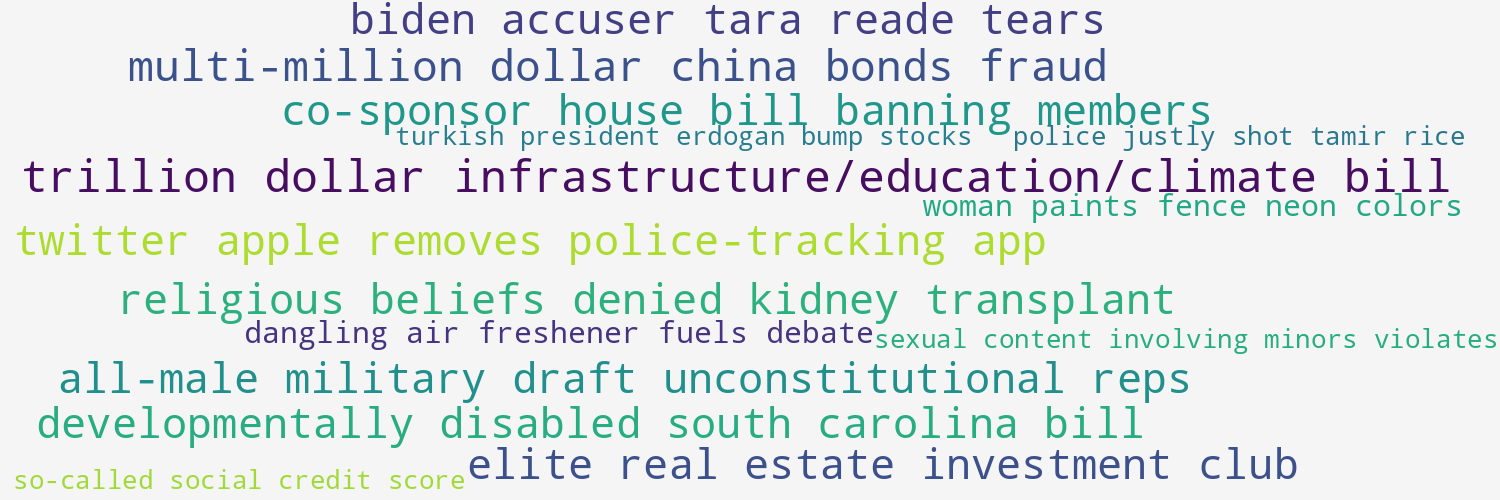 biden accuser tara reade tears
multi-million dollar china bonds fraud
co-sponsor house bill banning members
turkish president erdogan bump stocks
police justly shot tamir rice
trillion dollar infrastructure/education/climate bill
woman paints fence neon colors
twitter apple removes police-tracking app
religious beliefs denied kidney transplant
dangling air freshener fuels debate
sexual content involving minors violates
all-male military draft unconstitutional reps
developmentally disabled south carolina bill
elite real estate investment club
so-called social credit score